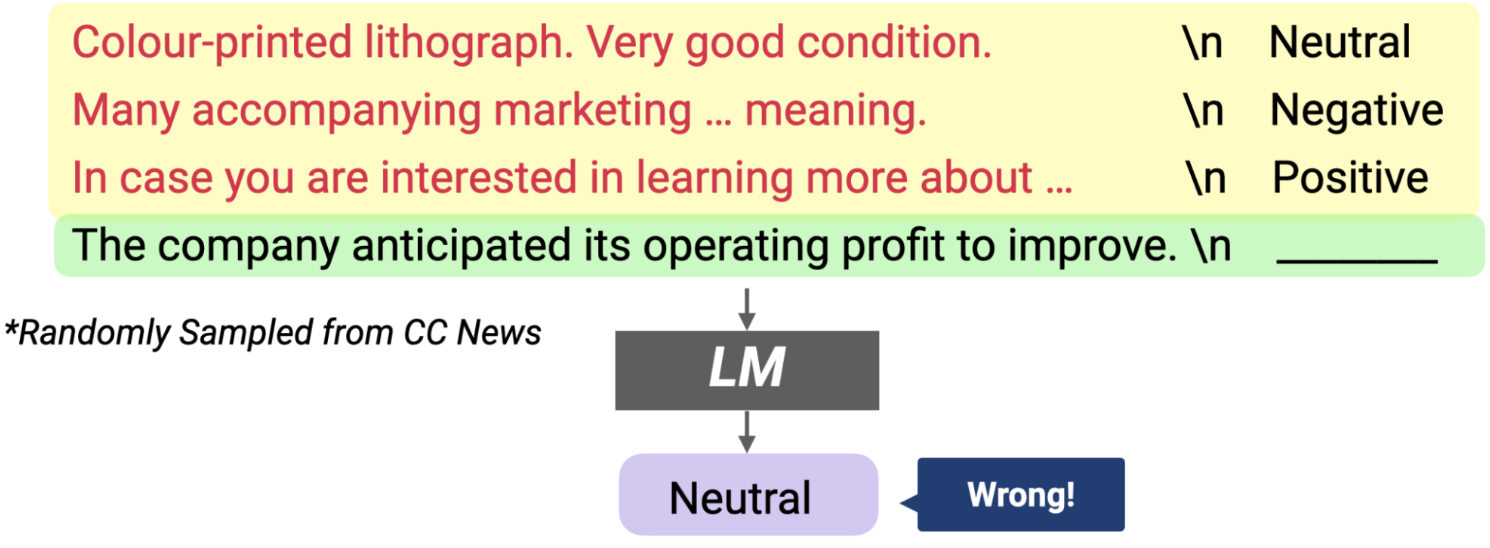 Colour-printed lithograph. Very good condition. \n Neutral
Many accompanying marketing ... meaning. \n Negative
In case you are interested in learning more about ... \n Positive
The company anticipated its operating profit to improve. \n ________
*Randomly Sampled from CC News
LM
Neutral
Wrong!